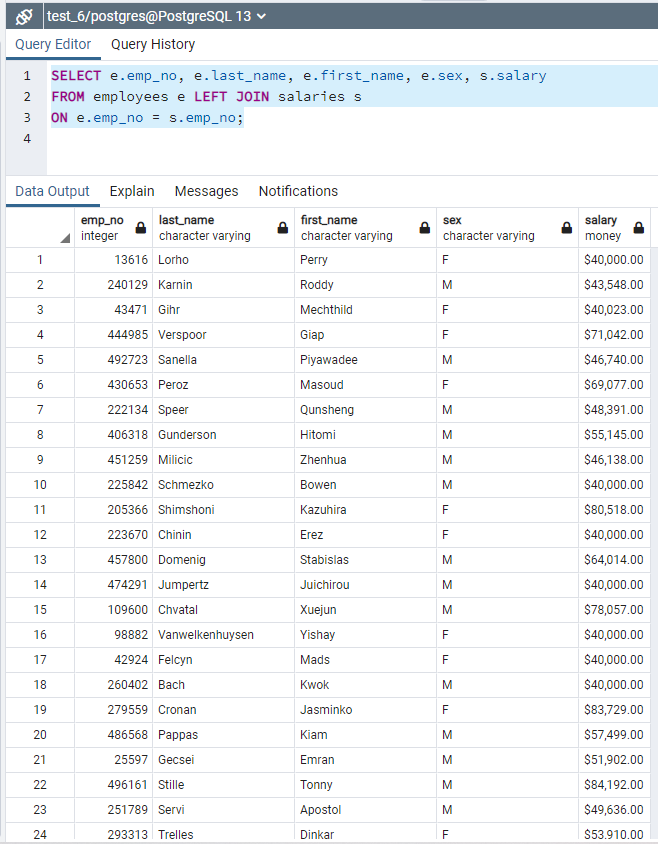 test_6/postgres@PostgreSQL 13
Query Editor Query History
1 SELECT e.emp_no, e.last_name, e.first_name, e.sex, s.salary
2 FROM employees e LEFT JOIN salaries s
3 ON e.emp_no = s.emp_no;
4
Data Output Explain Messages Notifications
emp_no last_name first_name sex salary
integer character varying character varying character varying money
1 13616 Lorho Perry F $40,000.00
2 240129 Karnin Roddy M $43,548.00
3 43471 Gihr Mechthild F $40,023.00
4 444985 Verspoor Giap F $71,042.00
5 492723 Sanella Piyawadee M $46,740.00
6 430653 Peroz Masoud F $69,077.00
7 222134 Speer Qunsheng M $48,391.00
8 406318 Gunderson Hitomi M $55,145.00
9 451259 Milicic Zhenhua M $46,138.00
10 225842 Schmezko Bowen M $40,000.00
11 205366 Shimshoni Kazuhira F $80,518.00
12 223670 Chinin Erez F $40,000.00
13 457800 Domenig Stabislas M $64,014.00
14 474291 Jumpertz Juichirou M $40,000.00
15 109600 Chvatal Xuejun M $78,057.00
16 98882 Vanwelkenhuysen Yishay F $40,000.00
17 42924 Felcyn Mads F $40,000.00
18 260402 Bach Kwok M $40,000.00
19 279559 Cronan Jasminko F $83,729.00
20 486568 Pappas Kiam M $57,499.00
21 25597 Gecsei Emran M $51,902.00
22 496161 Stille Tonny M $84,192.00
23 251789 Servi Apostol M $49,636.00
24 293313 Trelles Dinkar F $53,910.00